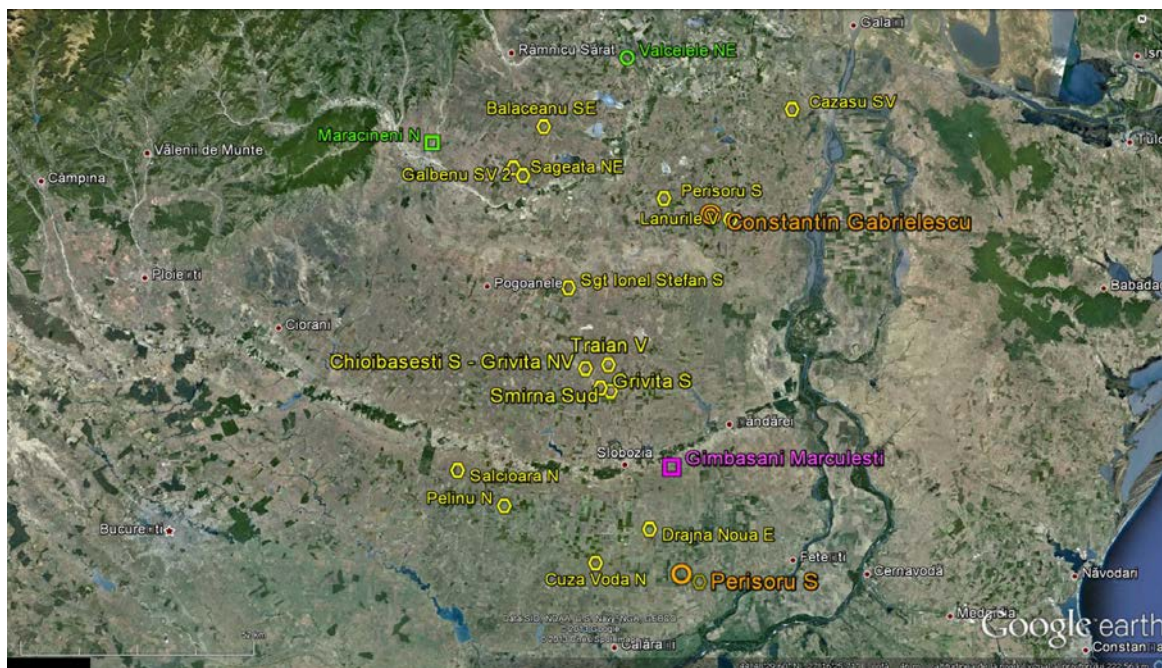 Galați
Râmnicu Sărat
Valcelele NE
Balaceanu SE
Cazasu SV
Maracineni N
Vălenii de Munte
Galbenu SV 2
Sageata NE
Câmpina
Perisoru S
Lanurile V
Constantin Gabrielescu
Ploiești
Pogoanele
Sgt Ionel Stefan S
Babadag
Ciorani
Traian V
Chioibasesti S - Grivita NV
Grivita S
Smirna Sud
Țăndărei
Slobozia
Gimbasani Marculesti
Salcioara N
Pelinu N
București
Drajna Noua E
Fetești
Cernavodă
Năvodari
Cuza Voda N
Perisoru S
Medgidia
Google earth
52 km
Călărași
Constanța